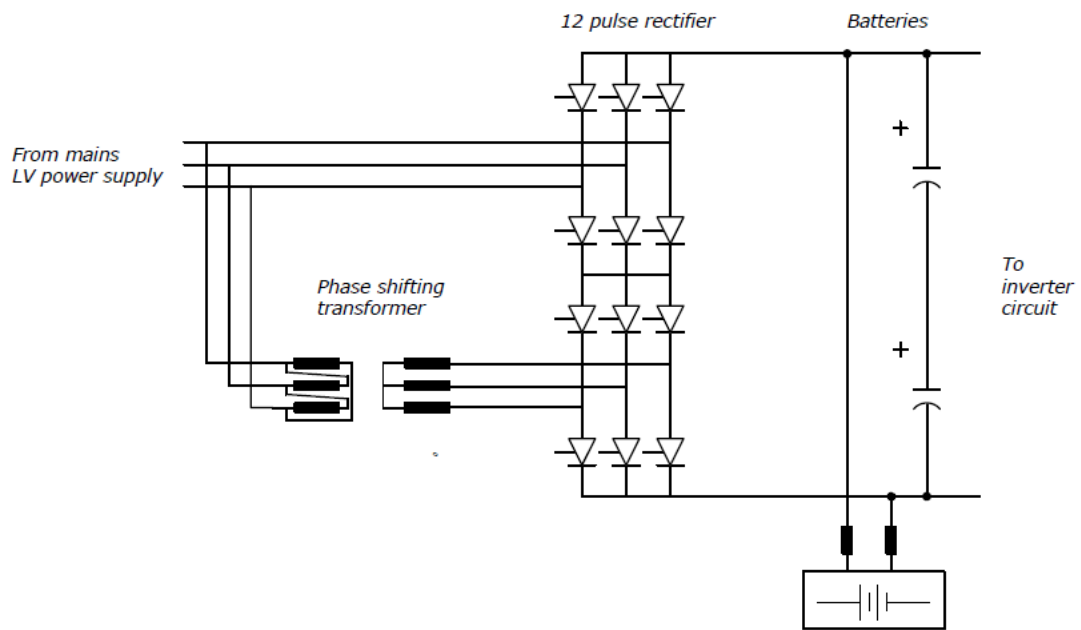 12 pulse rectifier
Batteries
From mains
LV power supply
+
Phase shifting
transformer
To
inverter
circuit
+